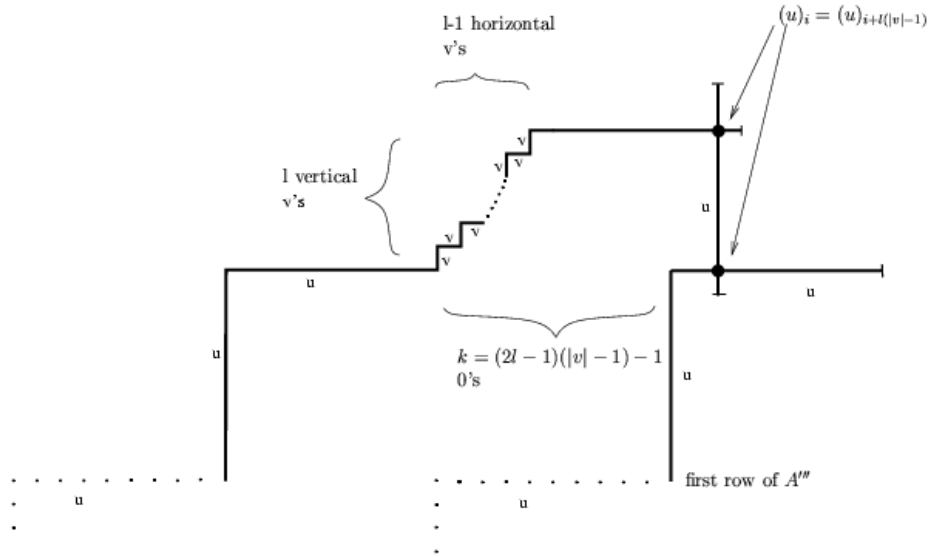 l-1 horizontal
v's
(u)_i = (u)_{i+l(|v|-1)}
l vertical
v's
v
v
v
v
v
v
u
u
u
u
k = (2l − 1)(|v| − 1) − 1
0's
u
u
first row of A'''
u
u